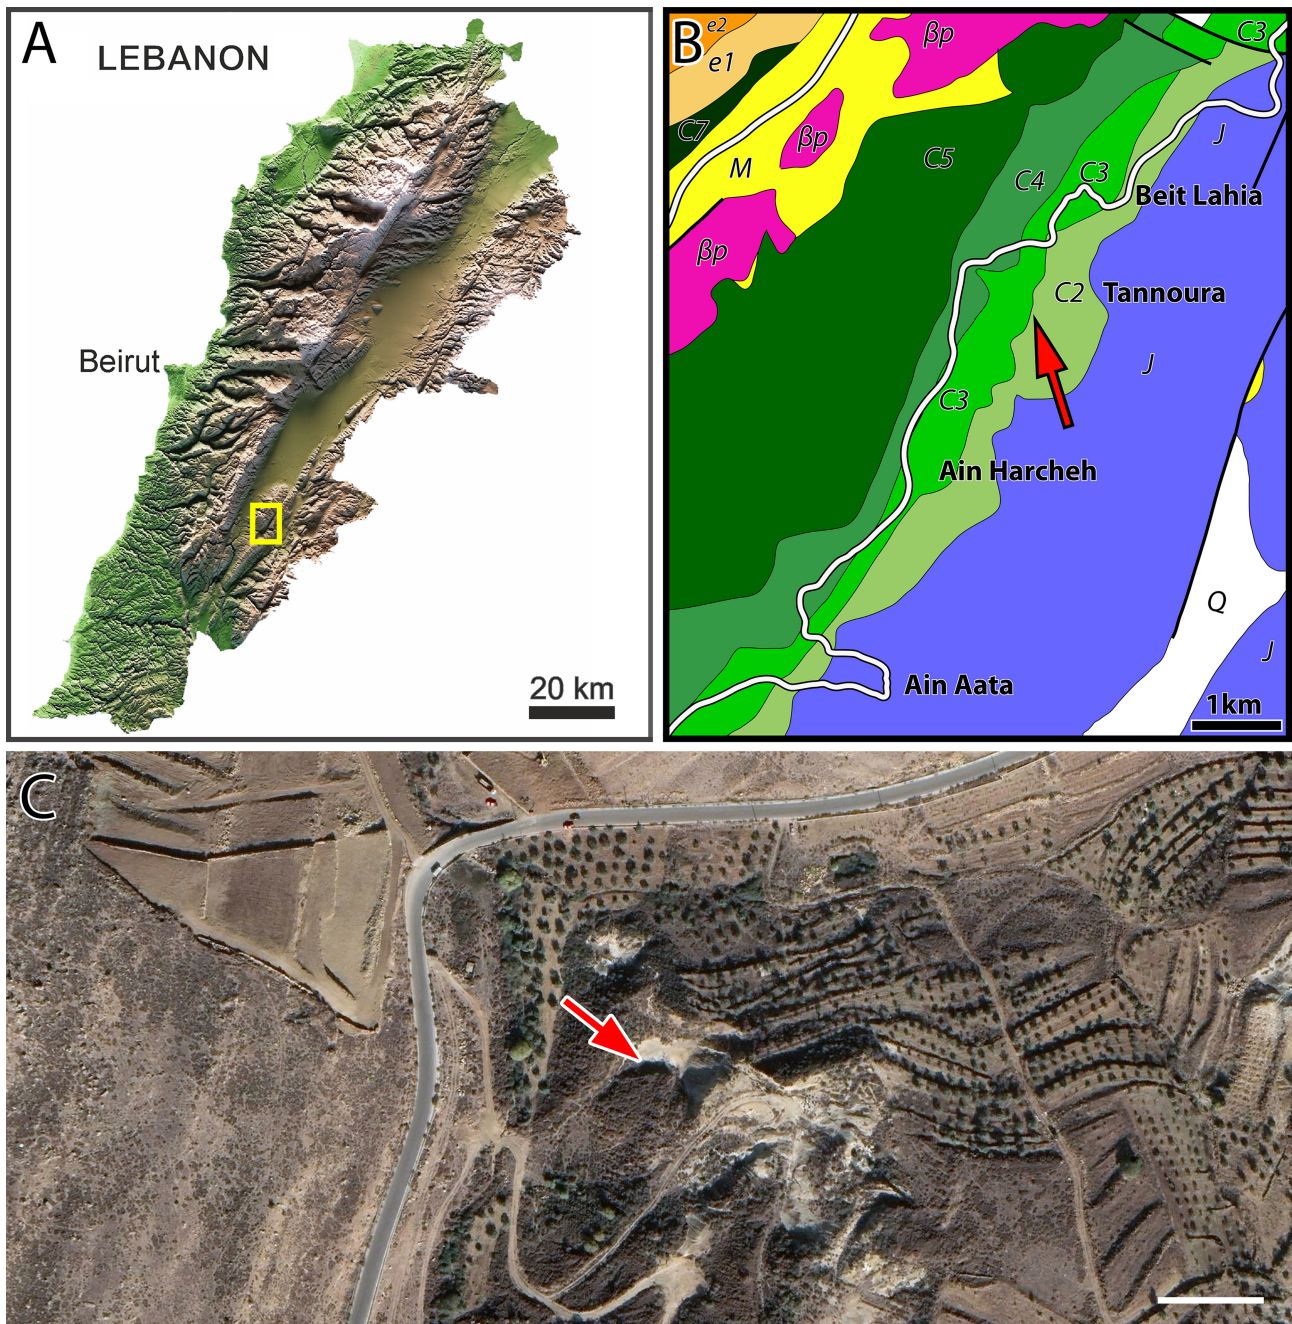 A
LEBANON
Beirut
20 km
B
e2
e1
βp
C3
C7
βp
M
C5
J
C4
C3
Beit Lahia
βp
C2
Tannoura
J
C3
Ain Harcheh
Q
J
Ain Aata
1km
C